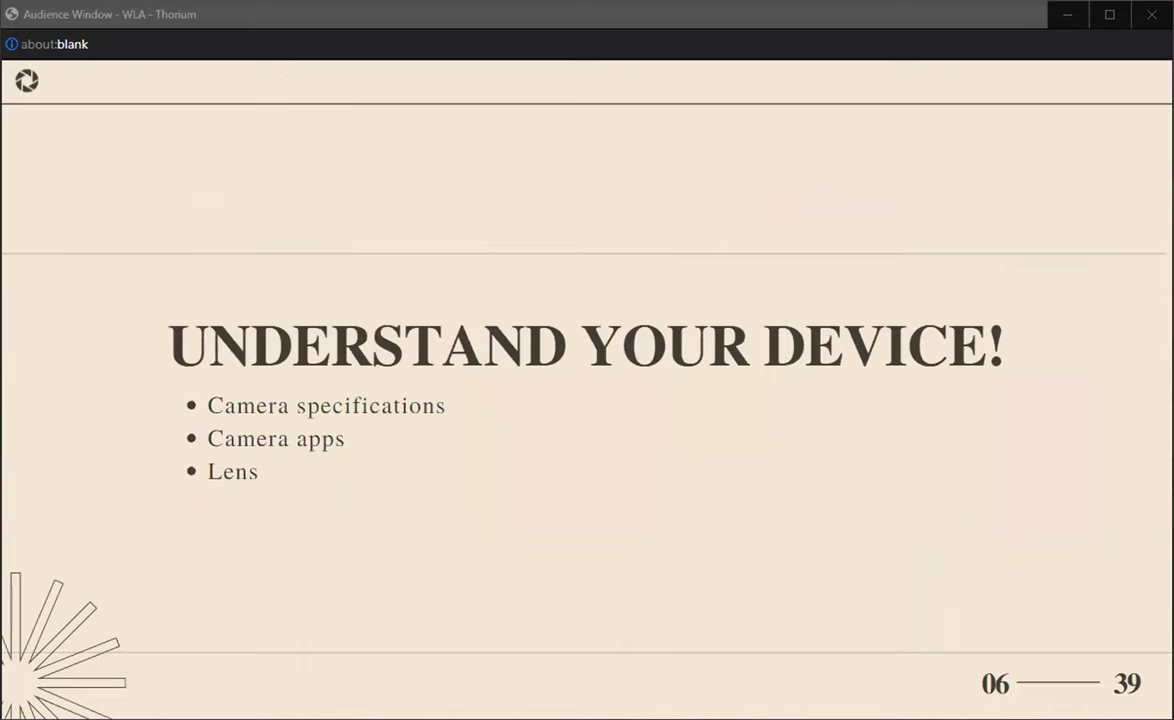 Audience Window - WLA - Thorium
about:blank
UNDERSTAND YOUR DEVICE!
• Camera specifications
• Camera apps
• Lens
06 39